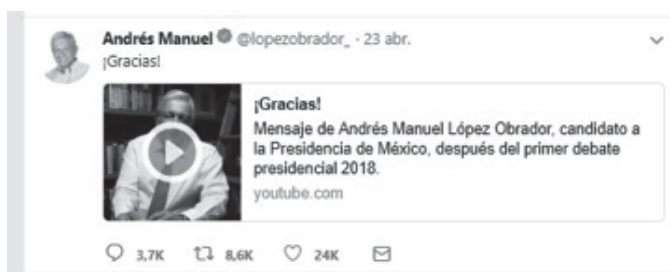 Andrés Manuel @lopezobrador_ · 23 abr.
¡Gracias!
¡Gracias!
Mensaje de Andrés Manuel López Obrador, candidato a
la Presidencia de México, después del primer debate
presidencial 2018.
youtube.com
3,7K 8,6K 24K